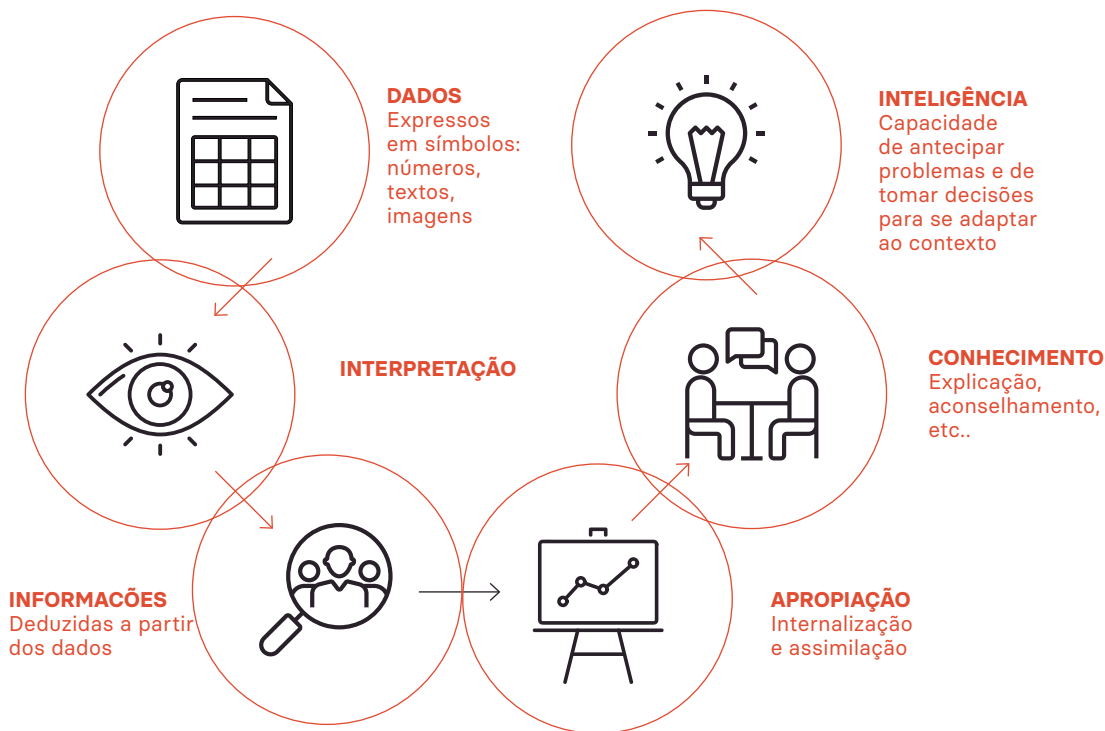 DADOS
Expressos
em símbolos:
números,
textos,
imagens
INTERPRETAÇÃO
INFORMACÕES
Deduzidas a partir
dos dados
APROPIAÇÃO
Internalização
e assimilação
CONHECIMENTO
Explicação,
aconselhamento,
etc..
INTELIGÊNCIA
Capacidade
de antecipar
problemas e de
tomar decisões
para se adaptar
ao contexto